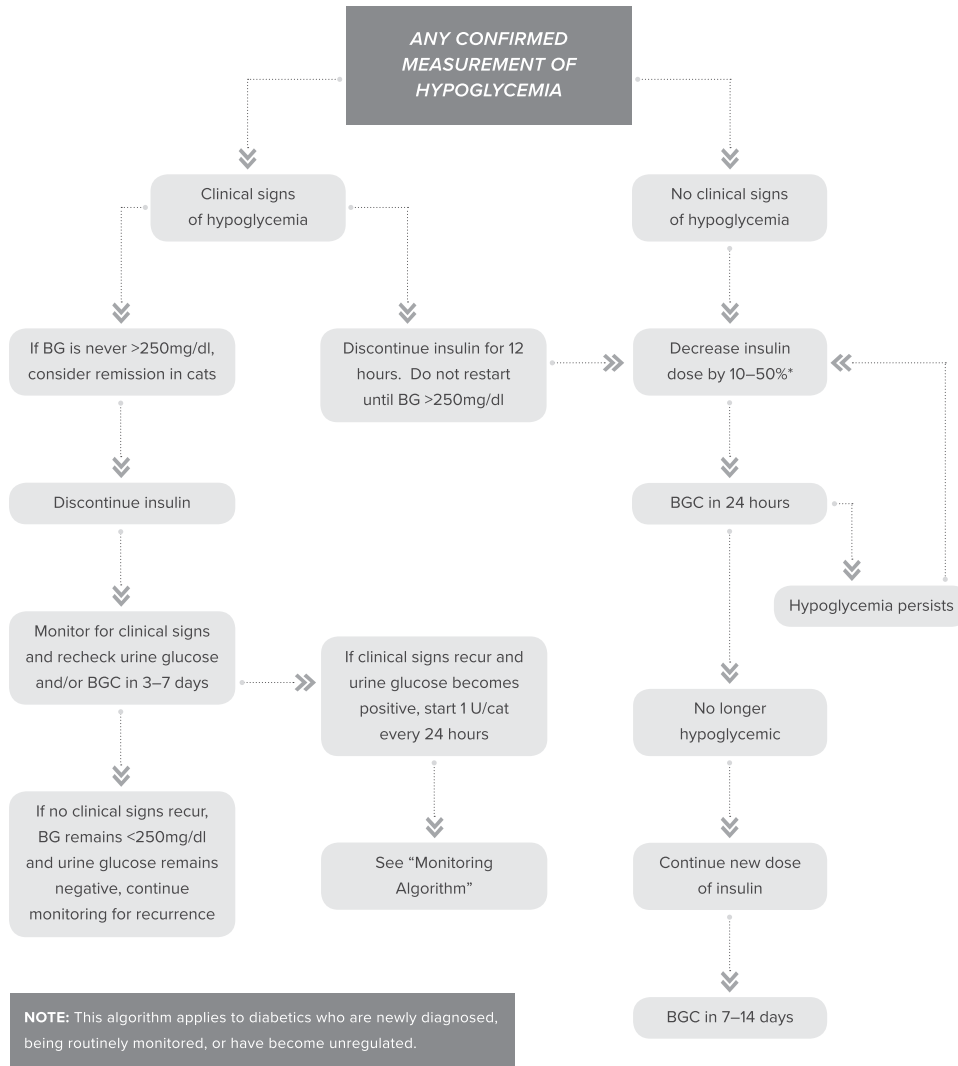 ANY CONFIRMED
MEASUREMENT OF
HYPOGLYCEMIA
Clinical signs
of hypoglycemia
No clinical signs
of hypoglycemia
If BG is never >250mg/dl,
consider remission in cats
Discontinue insulin for 12
hours. Do not restart
until BG >250mg/dl
Decrease insulin
dose by 10–50%*
Discontinue insulin
BGC in 24 hours
Hypoglycemia persists
Monitor for clinical signs
and recheck urine glucose
and/or BGC in 3–7 days
If clinical signs recur and
urine glucose becomes
positive, start 1 U/cat
every 24 hours
No longer
hypoglycemic
If no clinical signs recur,
BG remains <250mg/dl
and urine glucose remains
negative, continue
monitoring for recurrence
See “Monitoring
Algorithm”
Continue new dose
of insulin
BGC in 7–14 days
NOTE: This algorithm applies to diabetics who are newly diagnosed,
being routinely monitored, or have become unregulated.